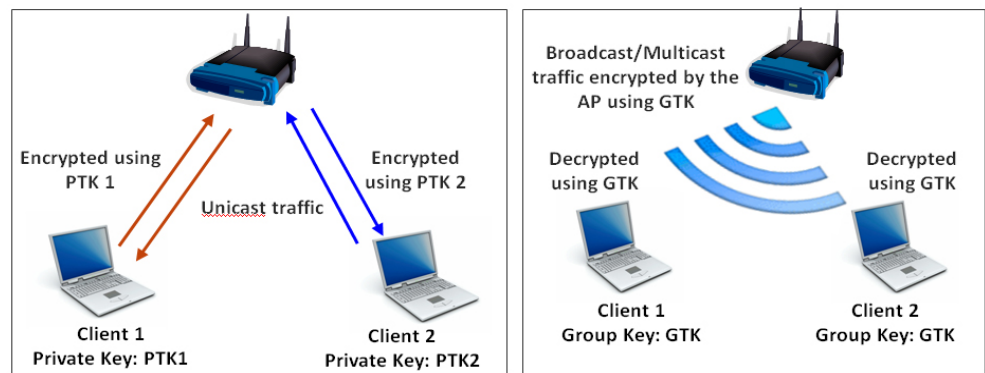 Encrypted using
PTK 1
Encrypted
using PTK 2
Unicast traffic
Client 1
Private Key: PTK1
Client 2
Private Key: PTK2
Broadcast/Multicast
traffic encrypted by the
AP using GTK
Decrypted
using GTK
Decrypted
using GTK
Client 1
Group Key: GTK
Client 2
Group Key: GTK